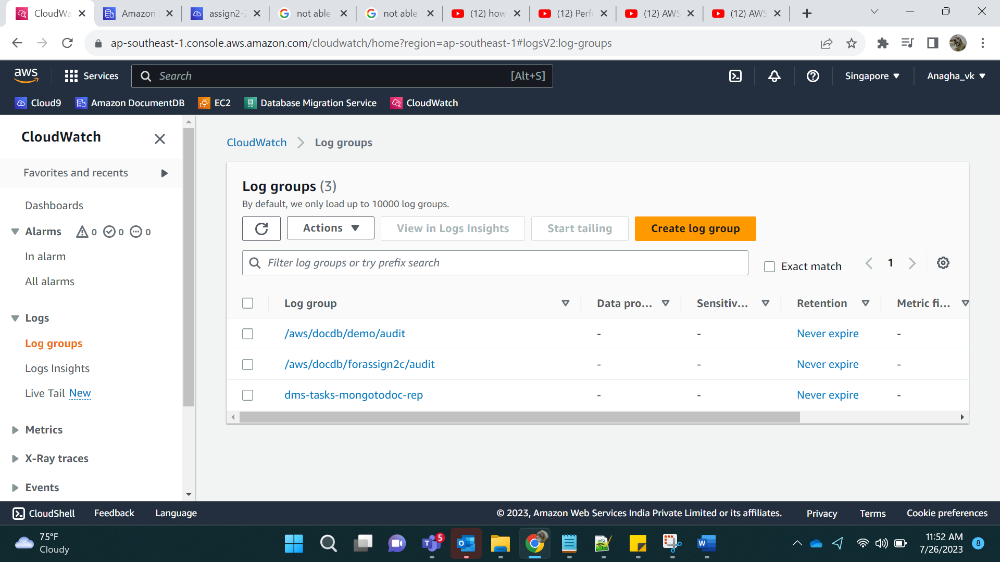 CloudWa
Amazon
assign2-2
not able
not able
(12) how
(12) Perfo
(12) AWS
(12) AWS
ap-southeast-1.console.aws.amazon.com/cloudwatch/home?region=ap-southeast-1#logsV2:log-groups
aws
Services
Search
[Alt+S]
Singapore
Anagha_vk
Cloud9
Amazon DocumentDB
EC2
Database Migration Service
CloudWatch
CloudWatch
Favorites and recents
Dashboards
Alarms 0 0 0
In alarm
All alarms
Logs
Log groups
Logs Insights
Live Tail New
Metrics
X-Ray traces
Events
CloudWatch
Log groups
Log groups (3)
By default, we only load up to 10000 log groups.
Actions
View in Logs Insights
Start tailing
Create log group
Filter log groups or try prefix search
Exact match
1
Log group Data pro... Sensitiv... Retention Metric fi...
/aws/docdb/demo/audit - - Never expire -
/aws/docdb/forassign2c/audit - - Never expire -
dms-tasks-mongotodoc-rep - - Never expire -
CloudShell
Feedback
Language
© 2023, Amazon Web Services India Private Limited or its affiliates.
Privacy
Terms
Cookie preferences
75°F
Cloudy
5
11:52 AM
7/26/2023
8